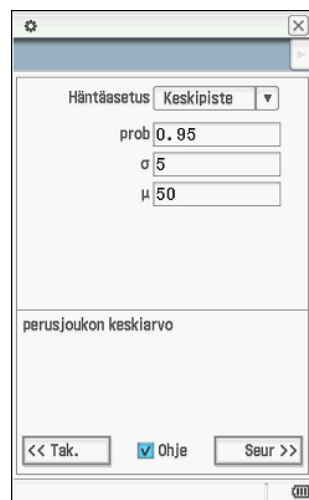 Häntäasetus Keskipiste
prob 0.95
σ 5
μ 50
perusjoukon keskiarvo
<< Tak. Ohje Seur >>